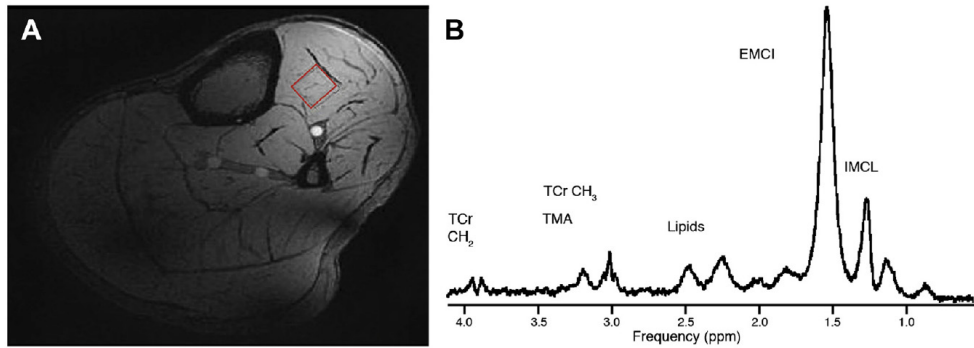 A
B
EMCI
IMCL
TCr CH3
TMA
TCr
CH2
Lipids
4.0 3.5 3.0 2.5 2.0 1.5 1.0
Frequency (ppm)